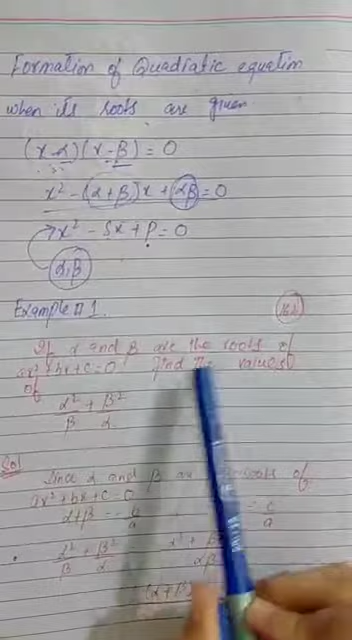 Formation of Quadiatic equation
when its roots are given
(x-α)(x-β)=0
x² - (α+β)x + αβ = 0
x² - Sx + P = 0
α,β
Example # 1.
If α and β are the roots of
ax²+bx+c=0 find the values
of
α²/β + β²/α
Sol
Since α and β are roots of
ax²+bx+c=0
α+β = c/a
α²/β + β²/α
αβ
(α+β)